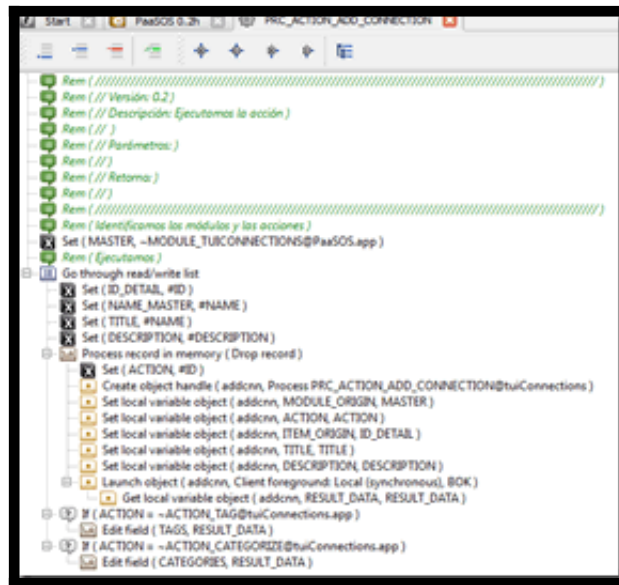 Start
PaaSOS 0.2h
PRC_ACTION_ADD_CONNECTION
Rem ( //////////////////////////////////////////////////////////////////////////////////////////////////// )
Rem ( // Versión: 0.2 )
Rem ( // Descripción: Ejecutamos la acción )
Rem ( // )
Rem ( // Parámetros: )
Rem ( // )
Rem ( // Retorna: )
Rem ( // )
Rem ( //////////////////////////////////////////////////////////////////////////////////////////////////// )
Rem ( Identificamos los módulos y las acciones )
Set ( MASTER, ~MODULE_TUICONNECTIONS@PaaSOS.app )
Rem ( Ejecutamos )
Go through read/write list
Set ( ID_DETAIL, #ID )
Set ( NAME_MASTER, #NAME )
Set ( TITLE, #NAME )
Set ( DESCRIPTION, #DESCRIPTION )
Process record in memory ( Drop record )
Set ( ACTION, #ID )
Create object handle ( addcnn, Process PRC_ACTION_ADD_CONNECTION@tuiConnections )
Set local variable object ( addcnn, MODULE_ORIGIN, MASTER )
Set local variable object ( addcnn, ACTION, ACTION )
Set local variable object ( addcnn, ITEM_ORIGIN, ID_DETAIL )
Set local variable object ( addcnn, TITLE, TITLE )
Set local variable object ( addcnn, DESCRIPTION, DESCRIPTION )
Launch object ( addcnn, Client foreground: Local (synchronous), BOK )
Get local variable object ( addcnn, RESULT_DATA, RESULT_DATA )
If ( ACTION = ~ACTION_TAG@tuiConnections.app )
Edit field ( TAGS, RESULT_DATA )
If ( ACTION = ~ACTION_CATEGORIZE@tuiConnections.app )
Edit field ( CATEGORIES, RESULT_DATA )